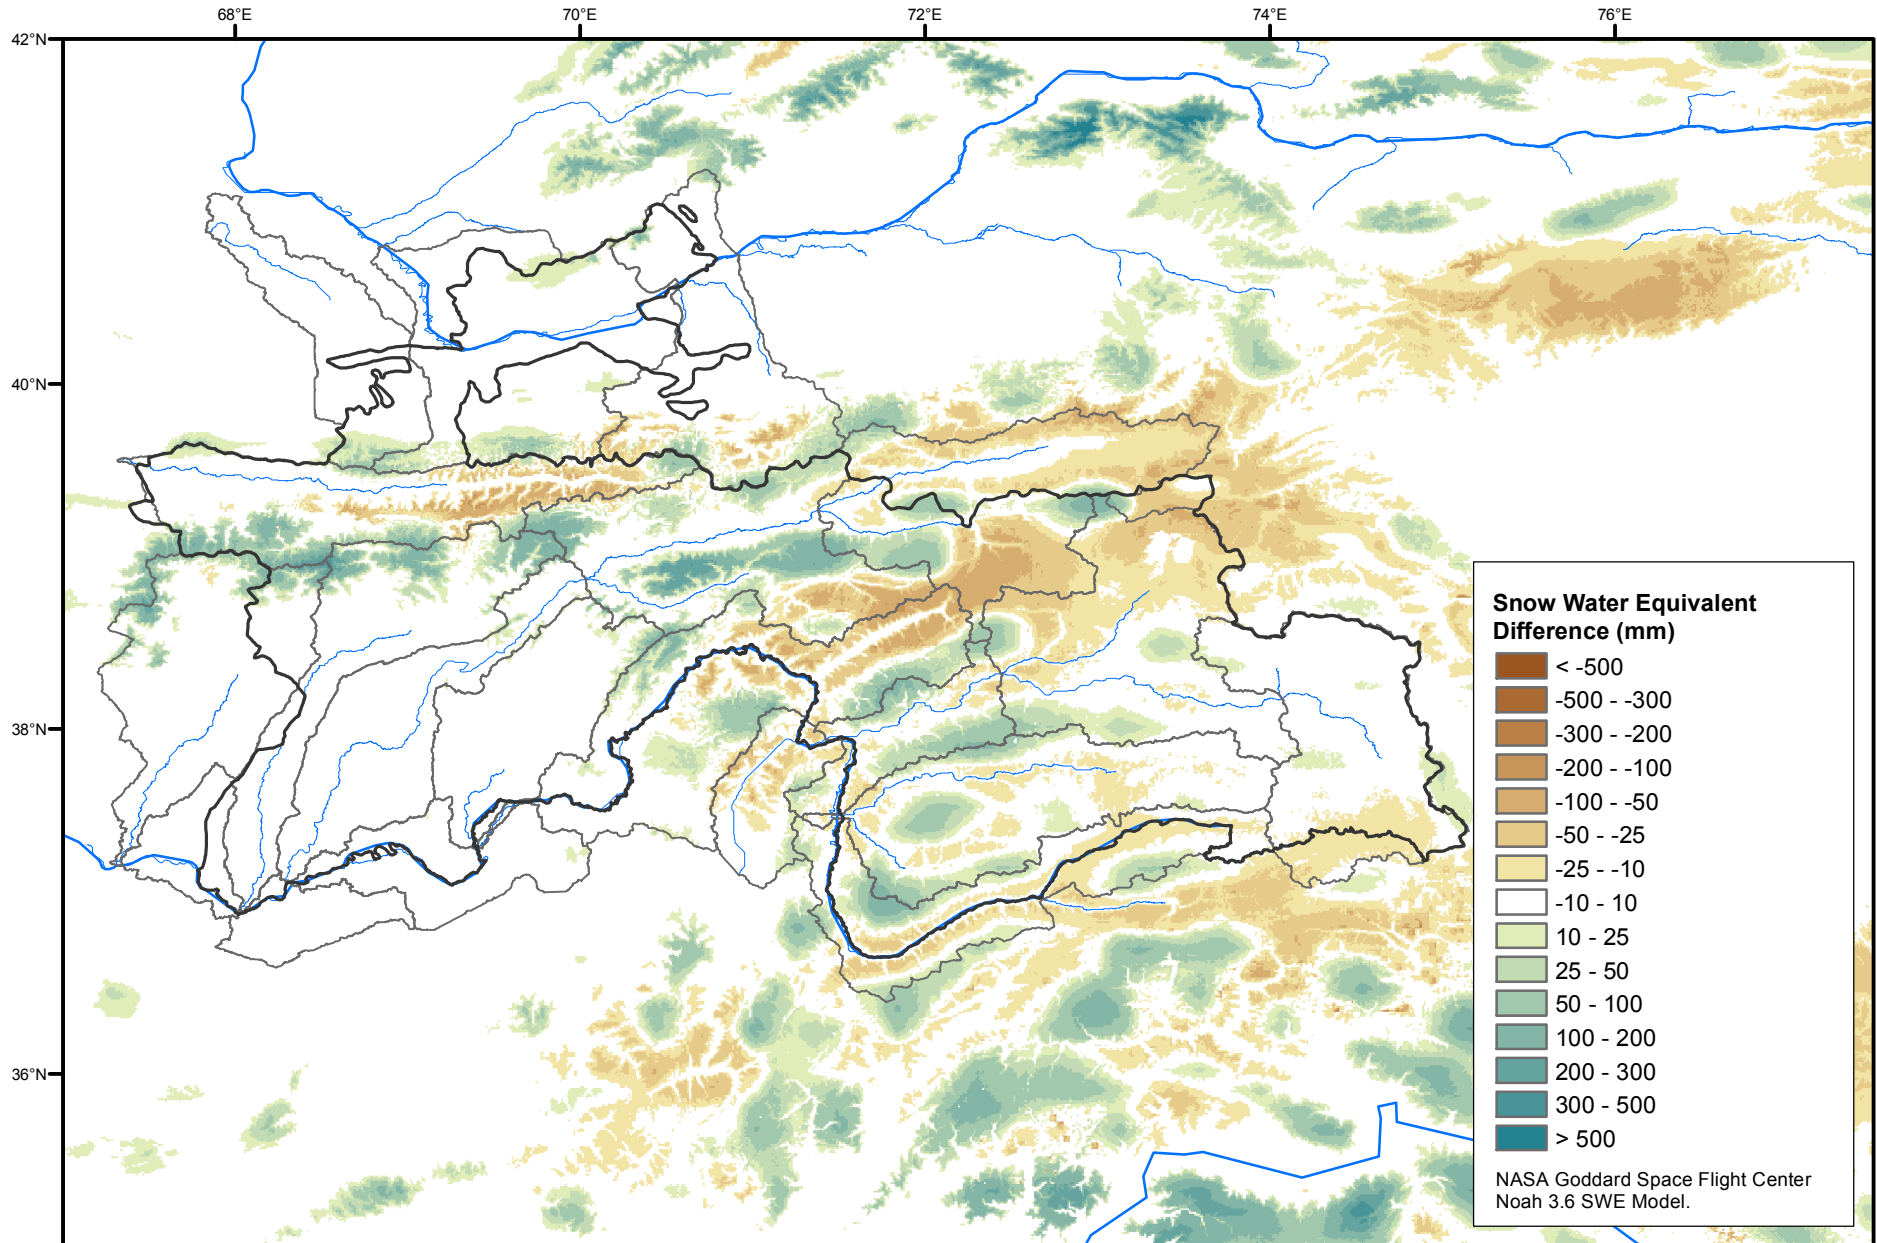 68°E
70°E
72°E
74°E
76°E
42°N
40°N
38°N
36°N
Snow Water Equivalent
Difference (mm)
< -500
-500 - -300
-300 - -200
-200 - -100
-100 - -50
-50 - -25
-25 - -10
-10 - 10
10 - 25
25 - 50
50 - 100
100 - 200
200 - 300
300 - 500
> 500
NASA Goddard Space Flight Center
Noah 3.6 SWE Model.